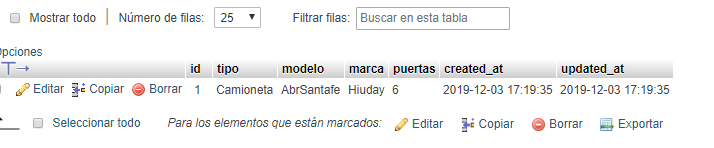 Mostrar todo Número de filas: 25 Filtrar filas: Buscar en esta tabla
Opciones
id tipo modelo marca puertas created_at updated_at
Editar Copiar Borrar 1 Camioneta AbrSantafe Hiuday 6 2019-12-03 17:19:35 2019-12-03 17:19:35
Seleccionar todo Para los elementos que están marcados: Editar Copiar Borrar Exportar